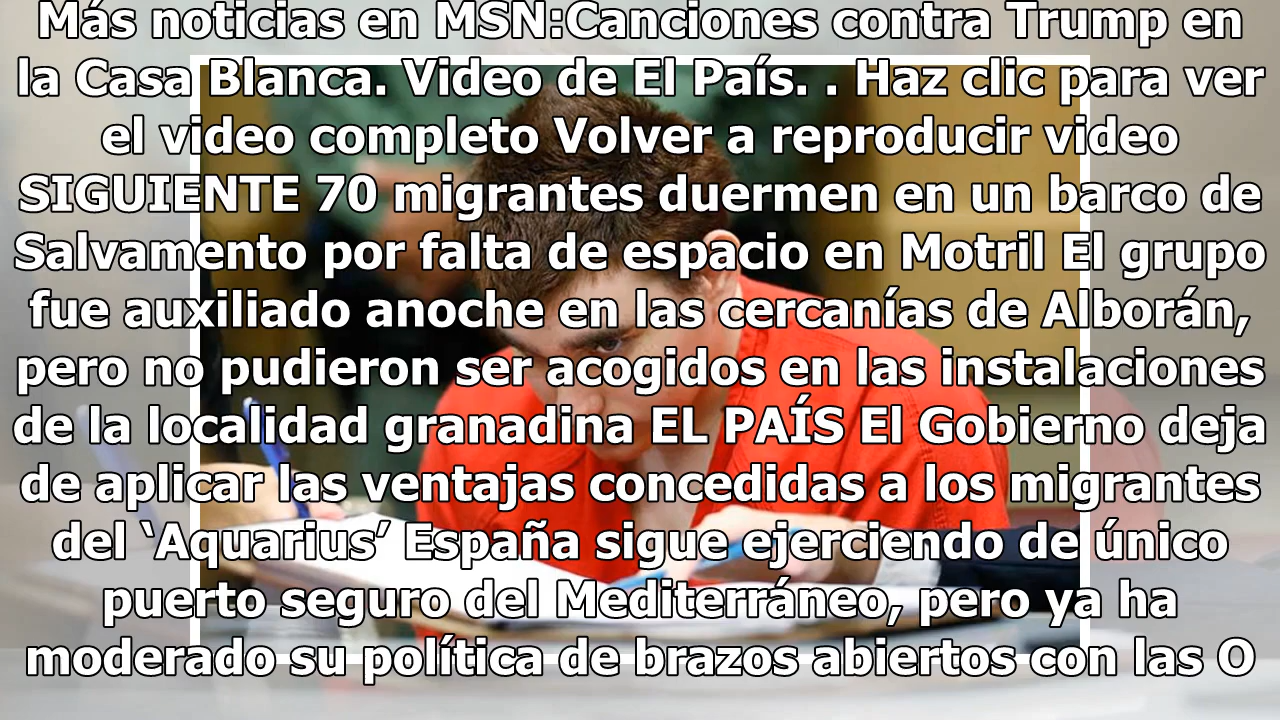 Más noticias en MSN:Canciones contra Trump en
la Casa Blanca. Video de El País. . Haz clic para ver
el video completo Volver a reproducir video
SIGUIENTE 70 migrantes duermen en un barco de
Salvamento por falta de espacio en Motril El grupo
fue auxiliado anoche en las cercanías de Alborán,
pero no pudieron ser acogidos en las instalaciones
de la localidad granadina EL PAÍS El Gobierno deja
de aplicar las ventajas concedidas a los migrantes
del ‘Aquarius’ España sigue ejerciendo de único
puerto seguro del Mediterráneo, pero ya ha
moderado su política de brazos abiertos con las O